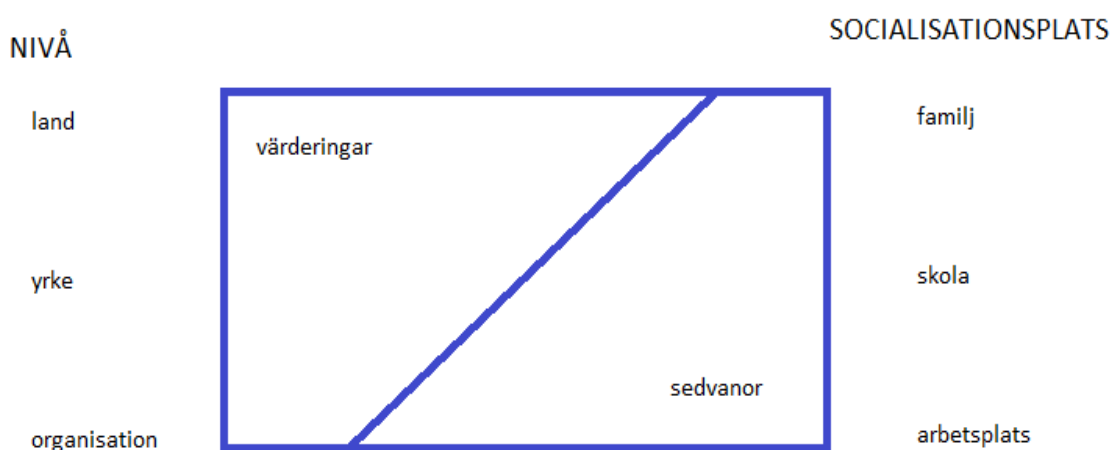 NIVÅ
SOCIALISATIONSPLATS
land
familj
värderingar
yrke
skola
sedvanor
organisation
arbetsplats